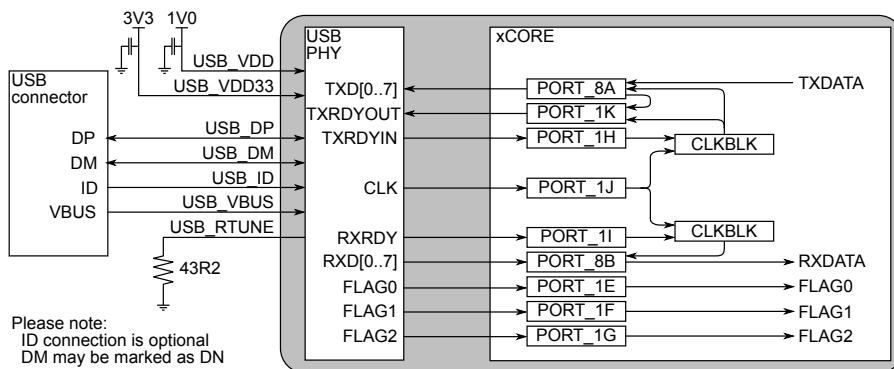 3V3 1V0
USB PHY
xCORE
USB_VDD
USB connector
USB_VDD33
TXD[0..7] PORT_8A TXDATA
TXRDYOUT PORT_1K
DP USB_DP TXRDYIN PORT_1H CLKBLK
DM USB_DM
ID USB_ID CLK PORT_1J
VBUS USB_VBUS
USB_RTUNE RXRDY PORT_1I CLKBLK
43R2 RXD[0..7] PORT_8B RXDATA
FLAG0 PORT_1E FLAG0
FLAG1 PORT_1F FLAG1
FLAG2 PORT_1G FLAG2
Please note:
ID connection is optional
DM may be marked as DN